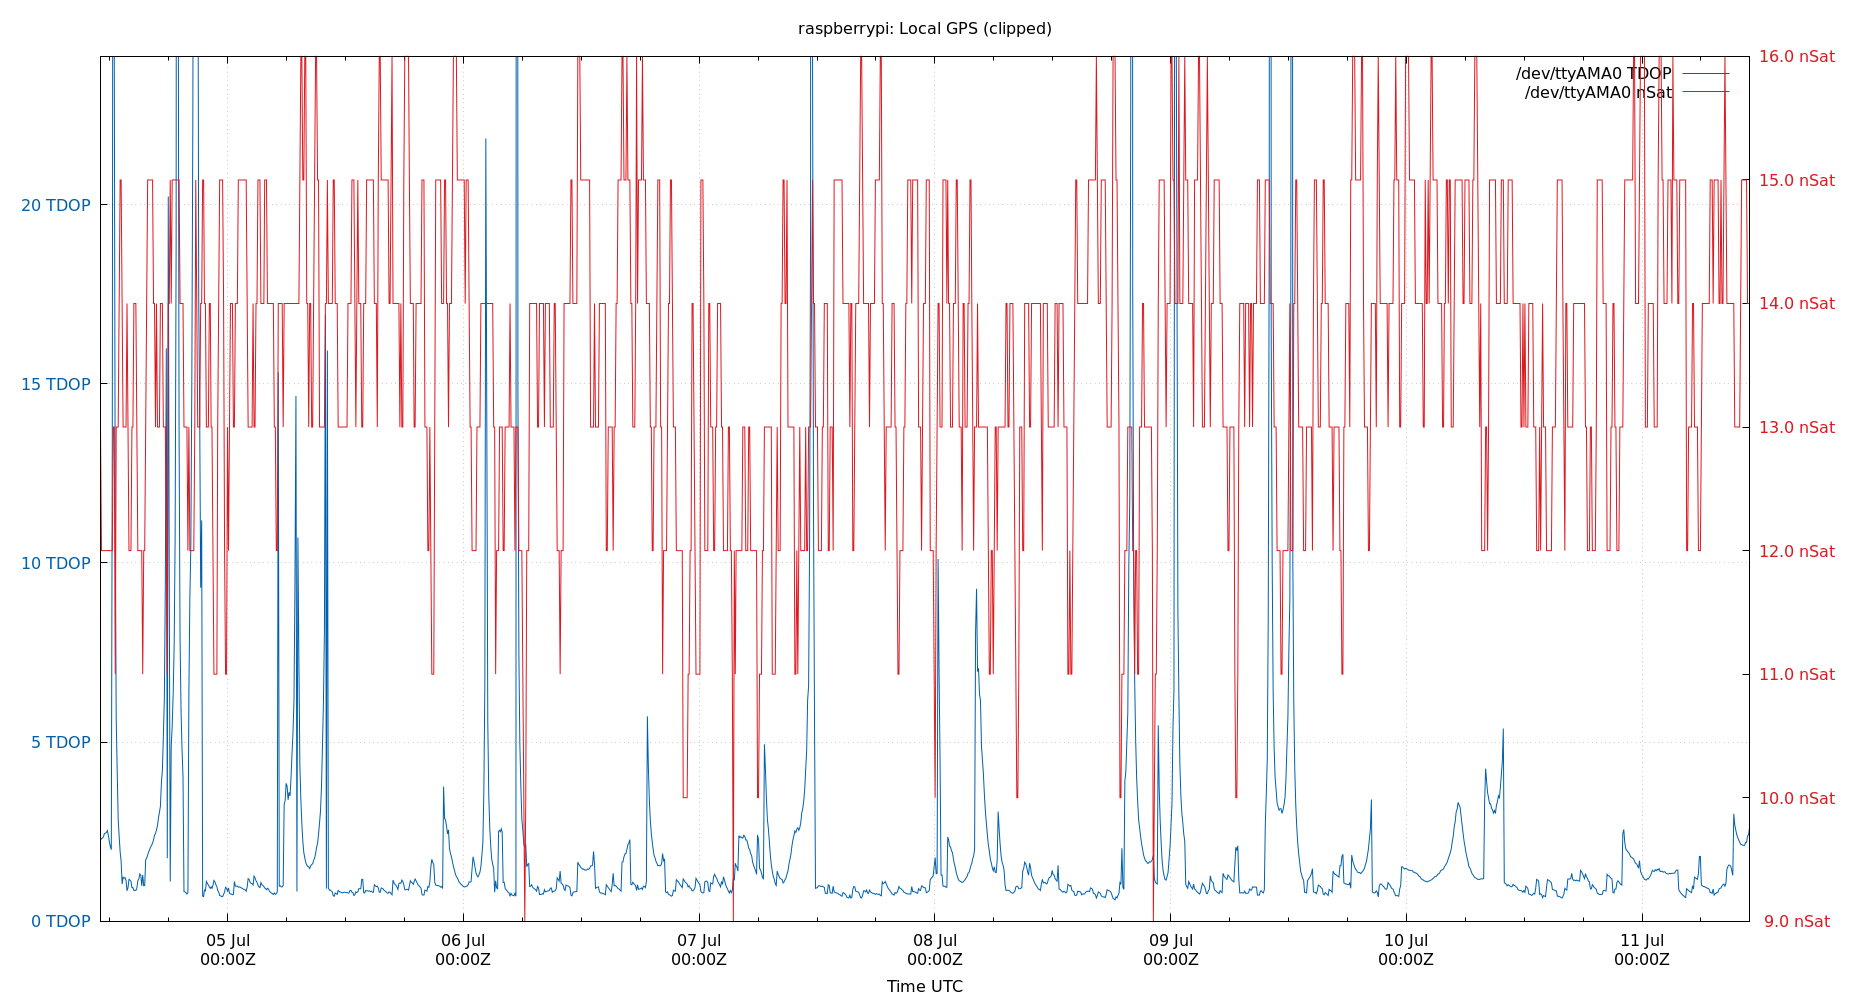 raspberrypi: Local GPS (clipped)
/dev/ttyAMA0 TDOP
/dev/ttyAMA0 nSat
20 TDOP
15 TDOP
10 TDOP
5 TDOP
0 TDOP
16.0 nSat
15.0 nSat
14.0 nSat
13.0 nSat
12.0 nSat
11.0 nSat
10.0 nSat
9.0 nSat
05 Jul
00:00Z
06 Jul
00:00Z
07 Jul
00:00Z
08 Jul
00:00Z
09 Jul
00:00Z
10 Jul
00:00Z
11 Jul
00:00Z
Time UTC